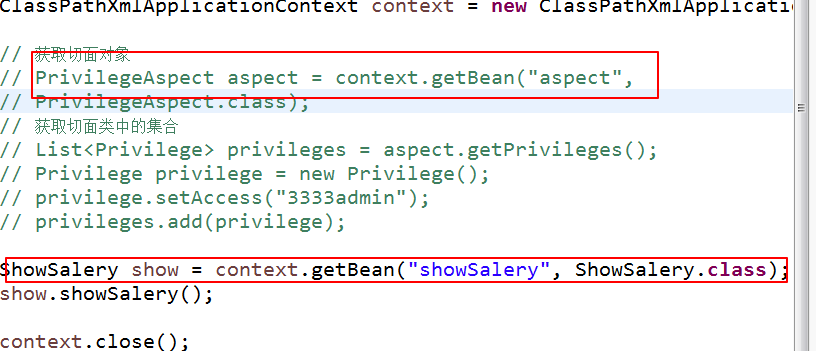 ClassPathXmlApplicationContext context = new ClassPathXmlApplicatio
// 获取切面对象
// PrivilegeAspect aspect = context.getBean("aspect",
// PrivilegeAspect.class);
// 获取切面类中的集合
// List<Privilege> privileges = aspect.getPrivileges();
// Privilege privilege = new Privilege();
// privilege.setAccess("3333admin");
// privileges.add(privilege);
ShowSalery show = context.getBean("showSalery", ShowSalery.class);
show.showSalery();
context.close();